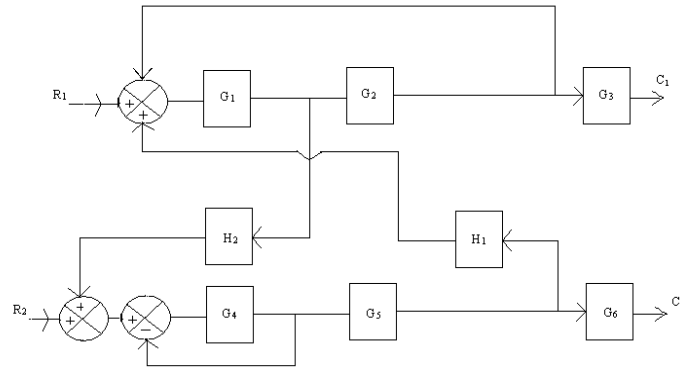 R1
+
+
G1
G2
G3
C1
H2
H1
R2
+
+
+
−
G4
G5
G6
C